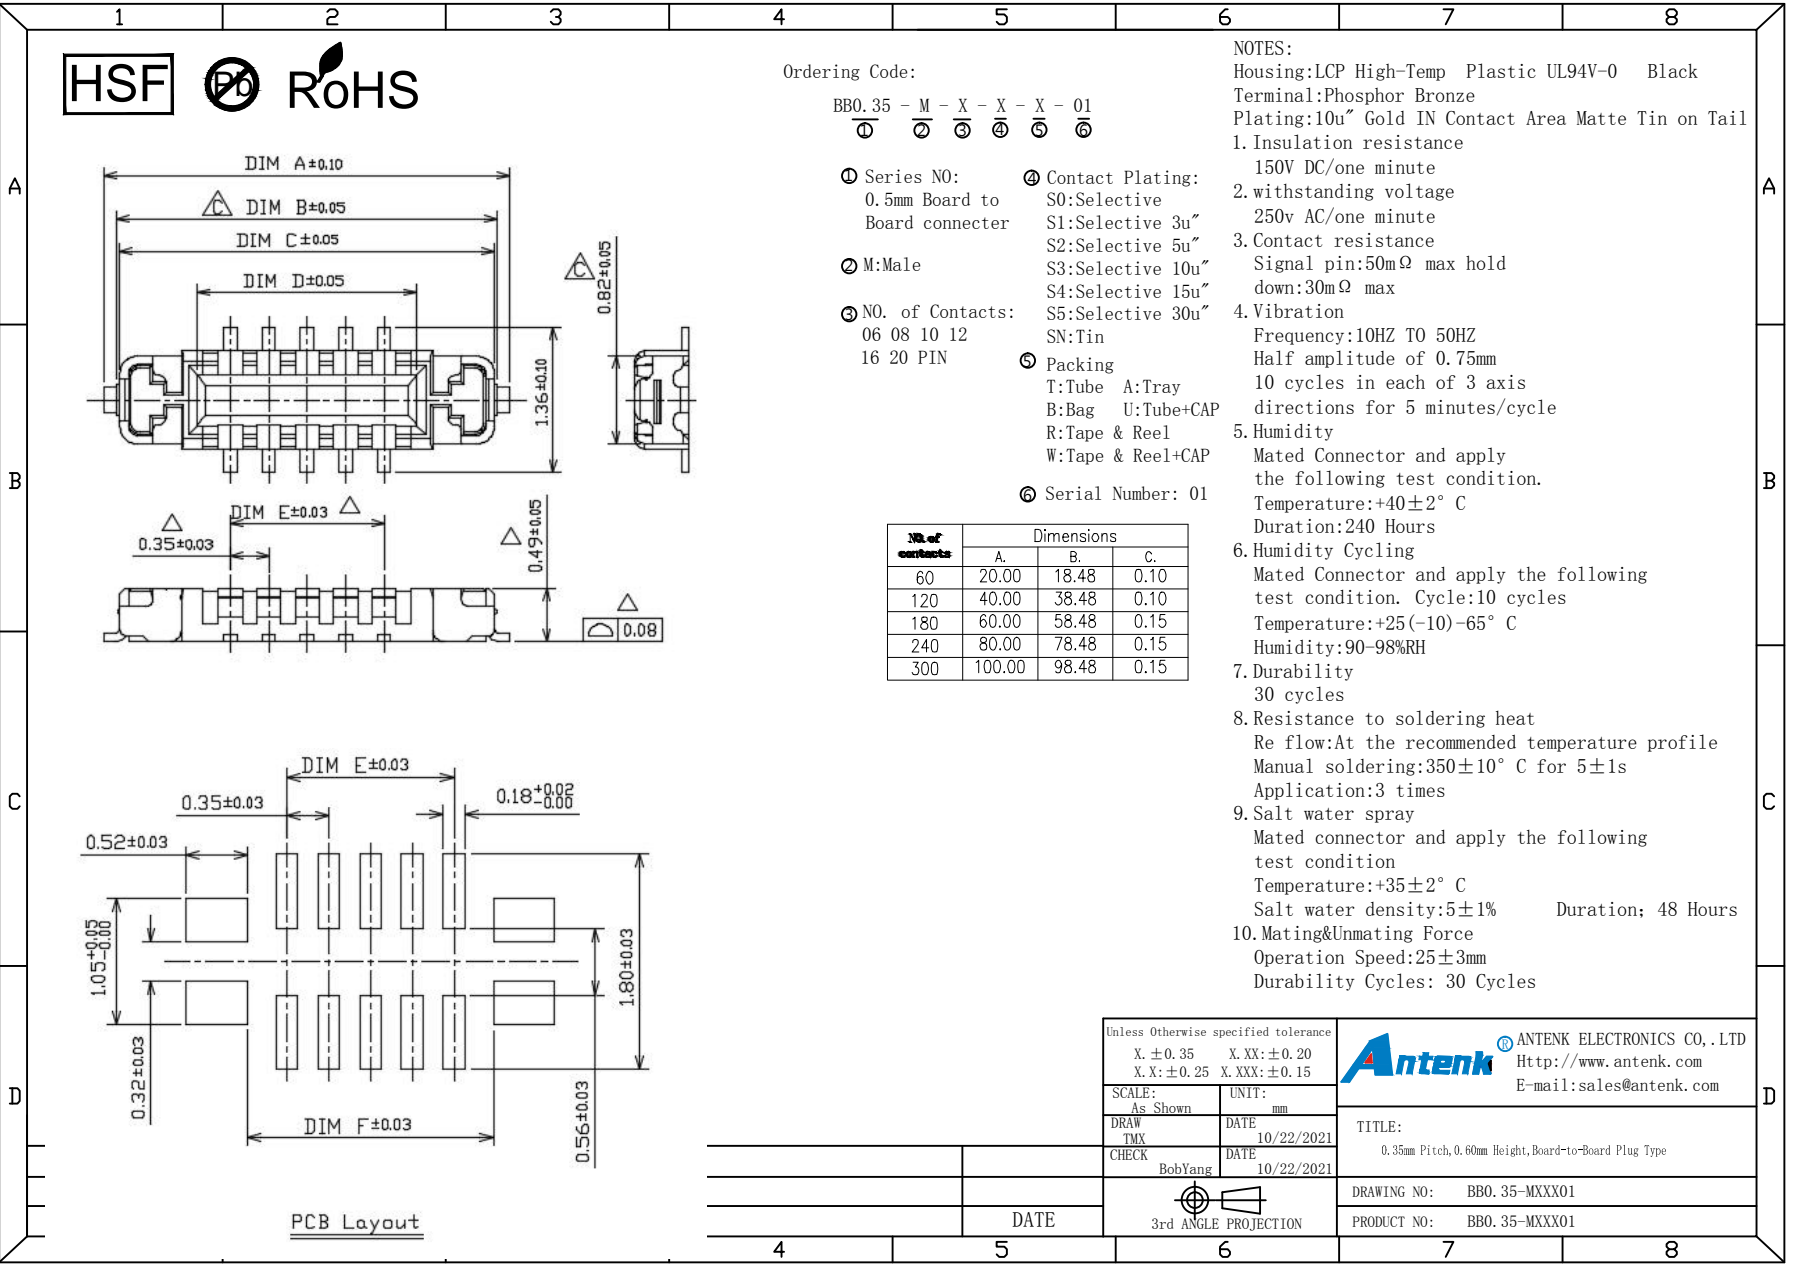 1 2 3 4 5 6 7 8
HSF Pb RoHS
A
B
C
D
DIM A±0.10
C DIM B±0.05
DIM C±0.05
DIM D±0.05
C 0.82±0.05
1.36±0.10
DIM E±0.03
0.35±0.03
0.49±0.05
0.08
DIM E±0.03
0.35±0.03
0.18+0.02-0.00
0.52±0.03
1.05+0.05-0.00
1.80±0.03
0.32±0.03
0.56±0.03
DIM F±0.03
PCB Layout
Ordering Code:
BB0.35 - M - X - X - X - 01
① ② ③ ④ ⑤ ⑥
① Series NO:
0.5mm Board to
Board connecter
② M:Male
③ NO. of Contacts:
06 08 10 12
16 20 PIN
④ Contact Plating:
S0:Selective
S1:Selective 3u″
S2:Selective 5u″
S3:Selective 10u″
S4:Selective 15u″
S5:Selective 30u″
SN:Tin
⑤ Packing
T:Tube A:Tray
B:Bag U:Tube+CAP
R:Tape & Reel
W:Tape & Reel+CAP
⑥ Serial Number: 01
NO. of contacts Dimensions
A. B. C.
60 20.00 18.48 0.10
120 40.00 38.48 0.10
180 60.00 58.48 0.15
240 80.00 78.48 0.15
300 100.00 98.48 0.15
NOTES:
Housing:LCP High-Temp Plastic UL94V-0 Black
Terminal:Phosphor Bronze
Plating:10u″ Gold IN Contact Area Matte Tin on Tail
1.Insulation resistance
150V DC/one minute
2.withstanding voltage
250v AC/one minute
3.Contact resistance
Signal pin:50mΩ max hold
down:30mΩ max
4.Vibration
Frequency:10HZ TO 50HZ
Half amplitude of 0.75mm
10 cycles in each of 3 axis
directions for 5 minutes/cycle
5.Humidity
Mated Connector and apply
the following test condition.
Temperature:+40±2° C
Duration:240 Hours
6.Humidity Cycling
Mated Connector and apply the following
test condition. Cycle:10 cycles
Temperature:+25(-10)-65° C
Humidity:90-98%RH
7.Durability
30 cycles
8.Resistance to soldering heat
Re flow:At the recommended temperature profile
Manual soldering:350±10° C for 5±1s
Application:3 times
9.Salt water spray
Mated connector and apply the following
test condition
Temperature:+35±2° C
Salt water density:5±1% Duration; 48 Hours
10.Mating&Unmating Force
Operation Speed:25±3mm
Durability Cycles: 30 Cycles
A
B
C
D
Unless Otherwise specified tolerance
X.±0.35 X.XX:±0.20
X.X:±0.25 X.XXX:±0.15
SCALE: As Shown
UNIT: mm
DRAW TMX
DATE 10/22/2021
CHECK BobYang
DATE 10/22/2021
3rd ANGLE PROJECTION
DATE
Antenk ®
ANTENK ELECTRONICS CO,.LTD
Http://www.antenk.com
E-mail:sales@antenk.com
TITLE:
0.35mm Pitch,0.60mm Height,Board-to-Board Plug Type
DRAWING NO: BB0.35-MXXX01
PRODUCT NO: BB0.35-MXXX01
4 5 6 7 8